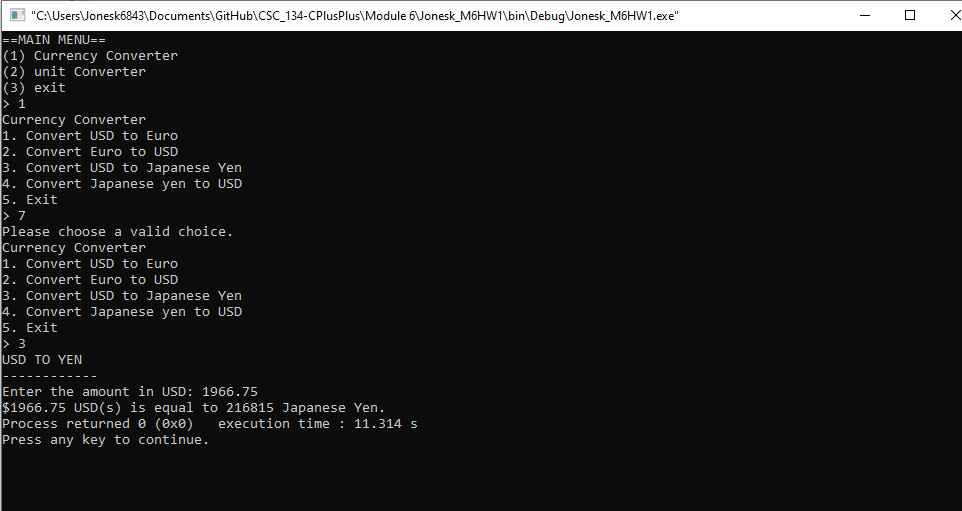 "C:\Users\Jonesk6843\Documents\GitHub\CSC_134-CPlusPlus\Module 6\Jonesk_M6HW1\bin\Debug\Jonesk_M6HW1.exe"
==MAIN MENU==
(1) Currency Converter
(2) unit Converter
(3) exit
> 1
Currency Converter
1. Convert USD to Euro
2. Convert Euro to USD
3. Convert USD to Japanese Yen
4. Convert Japanese yen to USD
5. Exit
> 7
Please choose a valid choice.
Currency Converter
1. Convert USD to Euro
2. Convert Euro to USD
3. Convert USD to Japanese Yen
4. Convert Japanese yen to USD
5. Exit
> 3
USD TO YEN
------------
Enter the amount in USD: 1966.75
$1966.75 USD(s) is equal to 216815 Japanese Yen.
Process returned 0 (0x0)   execution time : 11.314 s
Press any key to continue.